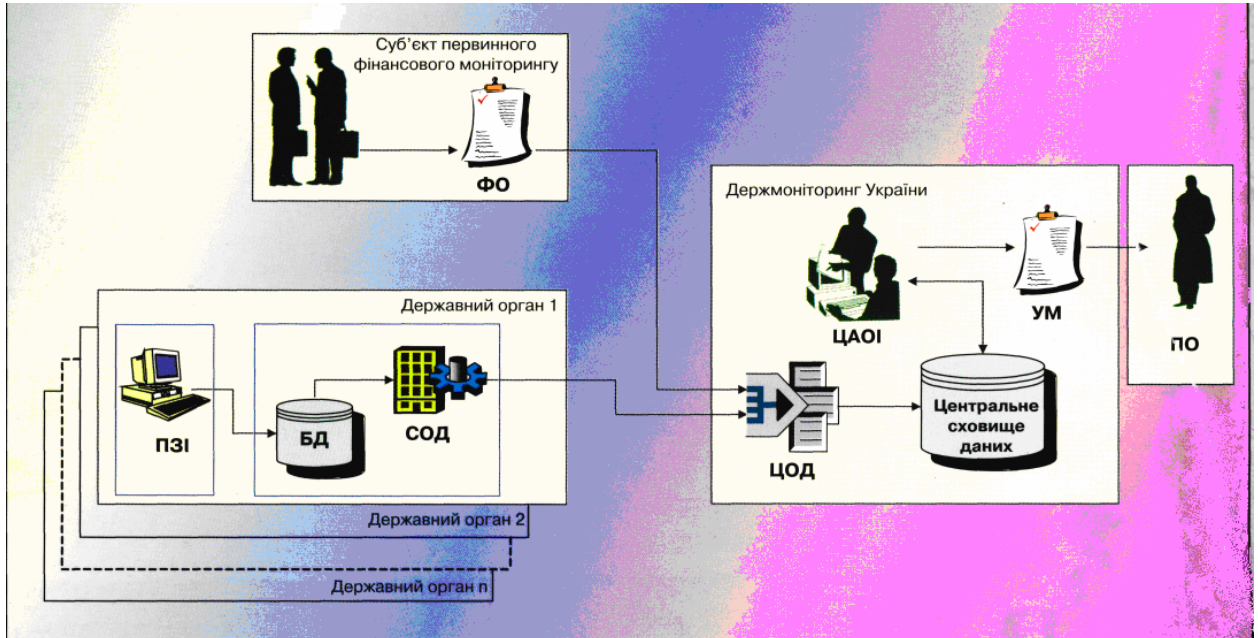 Суб’єкт первинного
фінансового моніторингу
ФО
Держмоніторинг України
ЦАОІ
УМ
ПО
Державний орган 1
ПЗІ
БД
СОД
ЦОД
Центральне
сховище
даних
Державний орган 2
Державний орган n